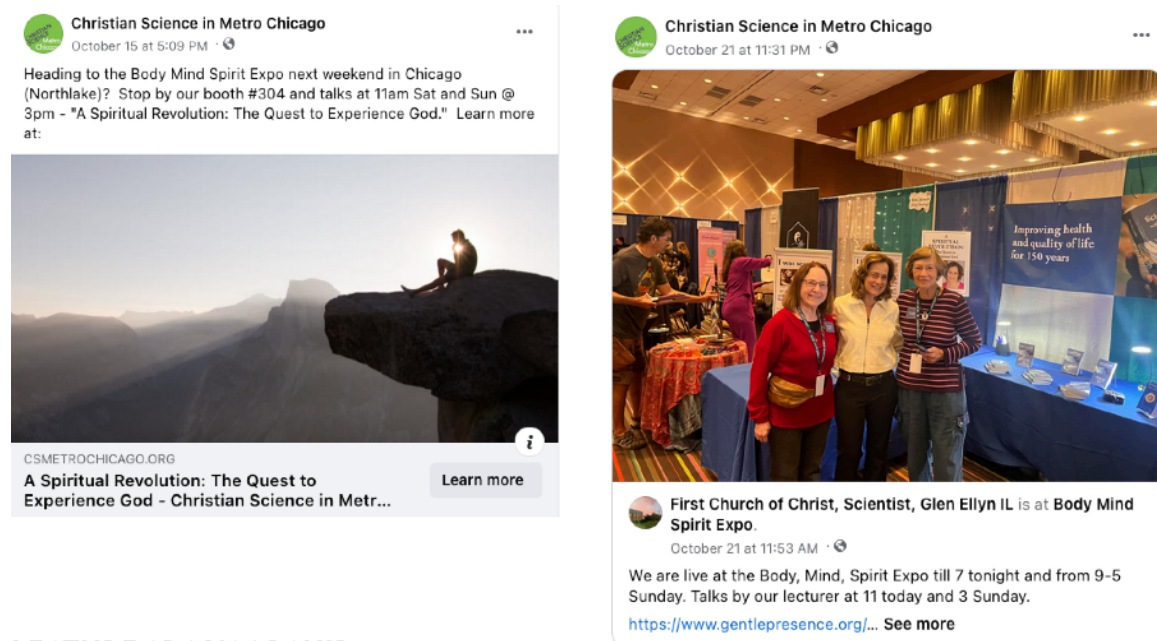 Christian Science in Metro Chicago
October 15 at 5:09 PM ·
Heading to the Body Mind Spirit Expo next weekend in Chicago
(Northlake)? Stop by our booth #304 and talks at 11am Sat and Sun @
3pm - "A Spiritual Revolution: The Quest to Experience God." Learn more
at:
CSMETROCHICAGO.ORG
A Spiritual Revolution: The Quest to
Experience God - Christian Science in Metr...
Learn more
Christian Science in Metro Chicago
October 21 at 11:31 PM ·
Improving health
and quality of life
for 150 years
First Church of Christ, Scientist, Glen Ellyn IL is at Body Mind
Spirit Expo.
October 21 at 11:53 AM ·
We are live at the Body, Mind, Spirit Expo till 7 tonight and from 9-5
Sunday. Talks by our lecturer at 11 today and 3 Sunday.
https://www.gentlepresence.org/... See more